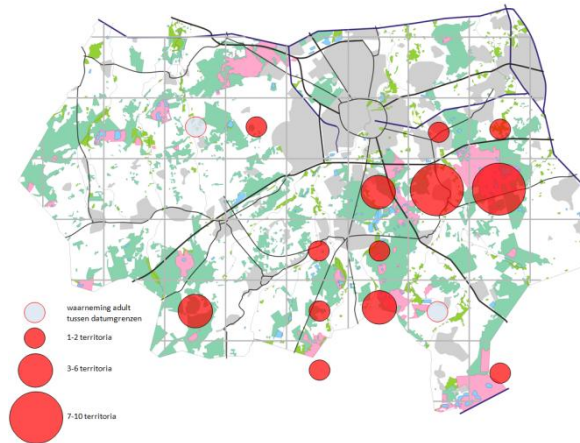 waarneming adult
tussen datumgrenzen
1-2 territoria
3-6 territoria
7-10 territoria